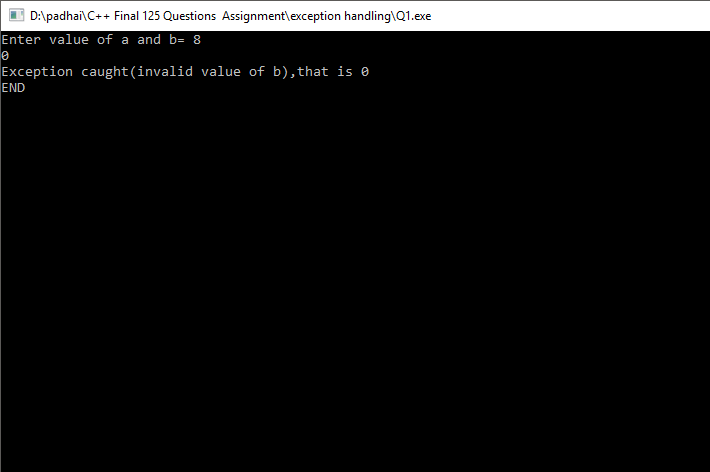 D:\padhai\C++ Final 125 Questions  Assignment\exception handling\Q1.exe
Enter value of a and b= 8
0
Exception caught(invalid value of b),that is 0
END